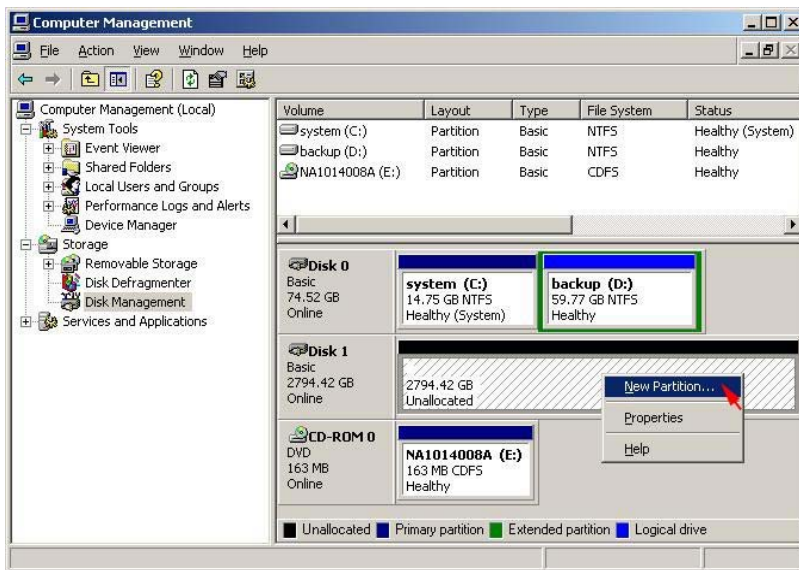 Computer Management
File Action View Window Help
Computer Management (Local)
System Tools
Event Viewer
Shared Folders
Local Users and Groups
Performance Logs and Alerts
Device Manager
Storage
Removable Storage
Disk Defragmenter
Disk Management
Services and Applications
Volume Layout Type File System Status
system (C:) Partition Basic NTFS Healthy (System)
backup (D:) Partition Basic NTFS Healthy
NA1014008A (E:) Partition Basic CDFS Healthy
Disk 0
Basic
74.52 GB
Online
system (C:)
14.75 GB NTFS
Healthy (System)
backup (D:)
59.77 GB NTFS
Healthy
Disk 1
Basic
2794.42 GB
Online
2794.42 GB
Unallocated
New Partition...
Properties
Help
CD-ROM 0
DVD
163 MB
Online
NA1014008A (E:)
163 MB CDFS
Healthy
Unallocated Primary partition Extended partition Logical drive